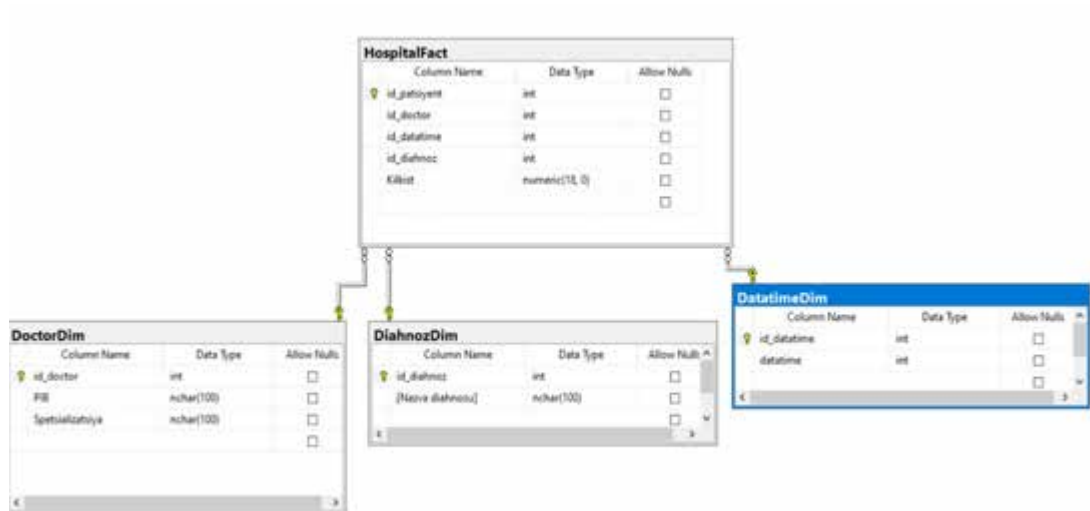 HospitalFact
Column Name Data Type Allow Nulls
id_patsiyent int
id_doctor int
id_datatime int
id_diahnoz int
Kilkist numeric(18, 0)
DoctorDim
Column Name Data Type Allow Nulls
id_doctor int
PIB nchar(100)
Spetsializatsiya nchar(100)
DiahnozDim
Column Name Data Type Allow Nulls
id_diahnoz int
[Nazva diahnosu] nchar(100)
DatatimeDim
Column Name Data Type Allow Nulls
id_datatime int
datatime int